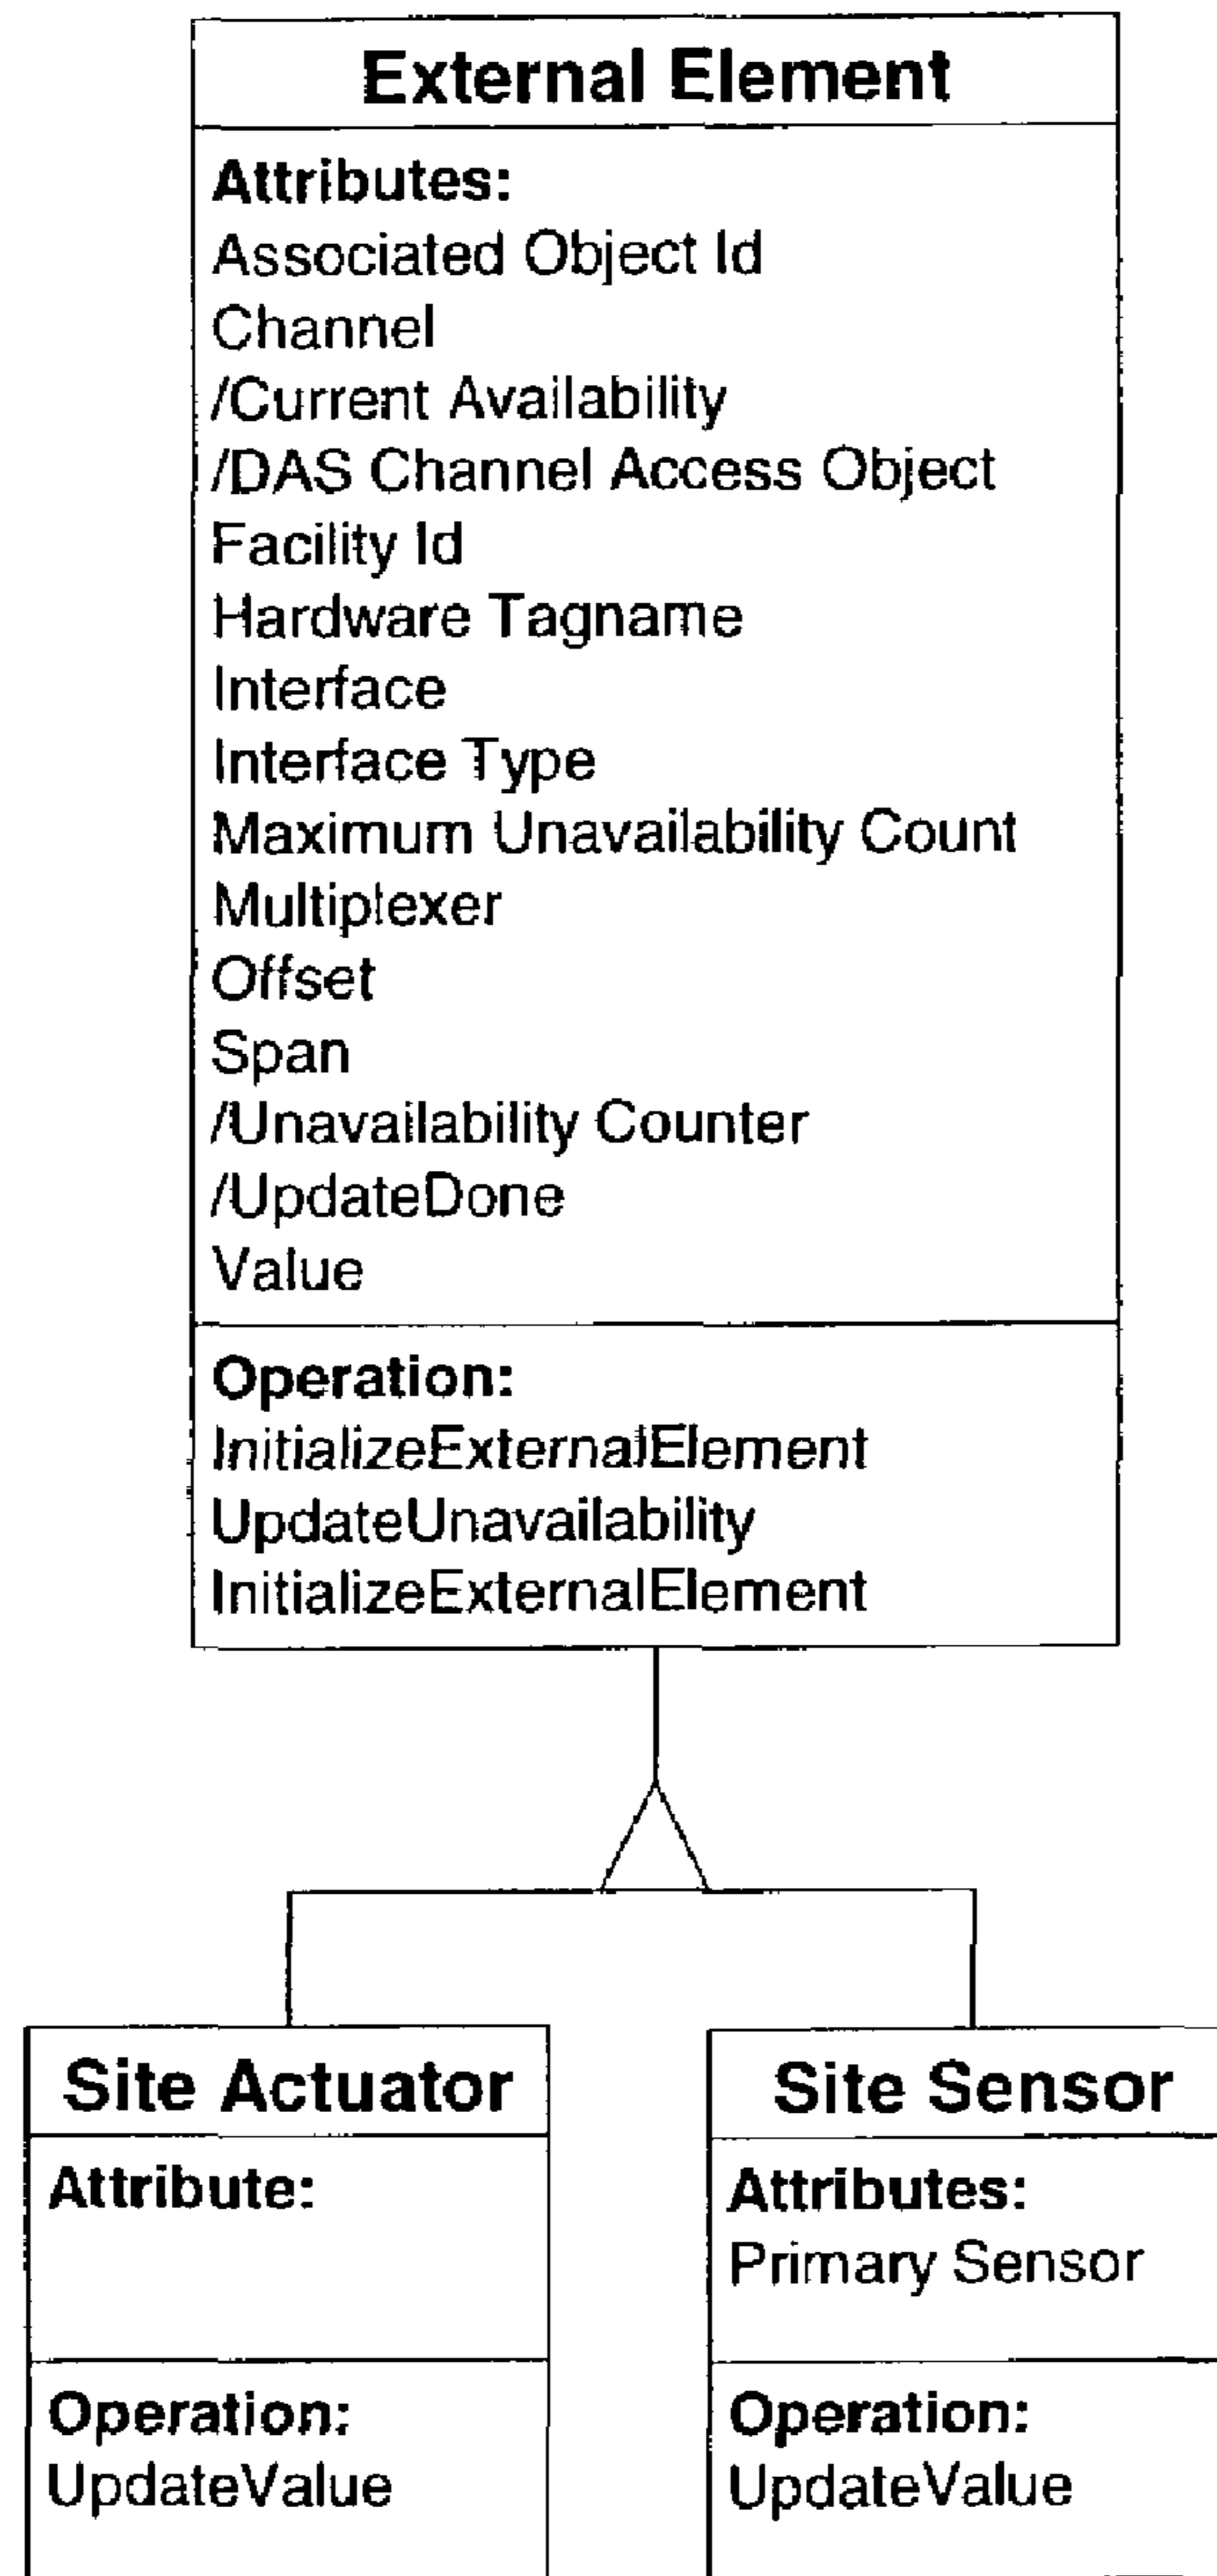 External Element
Attributes:
Associated Object Id
Channel
/Current Availability
/DAS Channel Access Object
Facility Id
Hardware Tagname
Interface
Interface Type
Maximum Unavailability Count
Multiplexer
Offset
Span
/Unavailability Counter
/UpdateDone
Value
Operation:
InitializeExternalElement
UpdateUnavailability
InitializeExternalElement
Site Actuator
Attribute:
Operation:
UpdateValue
Site Sensor
Attributes:
Primary Sensor
Operation:
UpdateValue